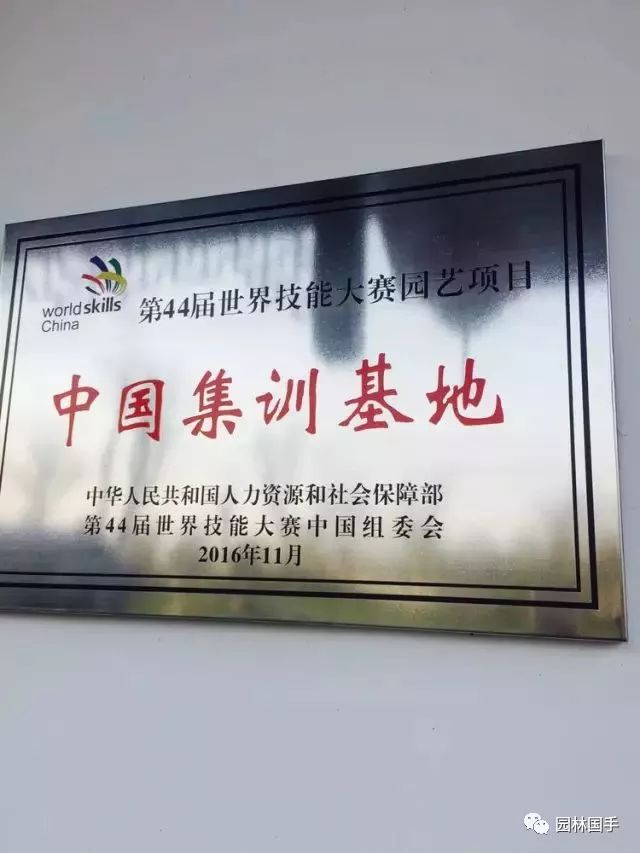 world skills
China
第44届世界技能大赛园艺项目
中国集训基地
中华人民共和国人力资源和社会保障部
第44届世界技能大赛中国组委会
2016年11月
园林国手